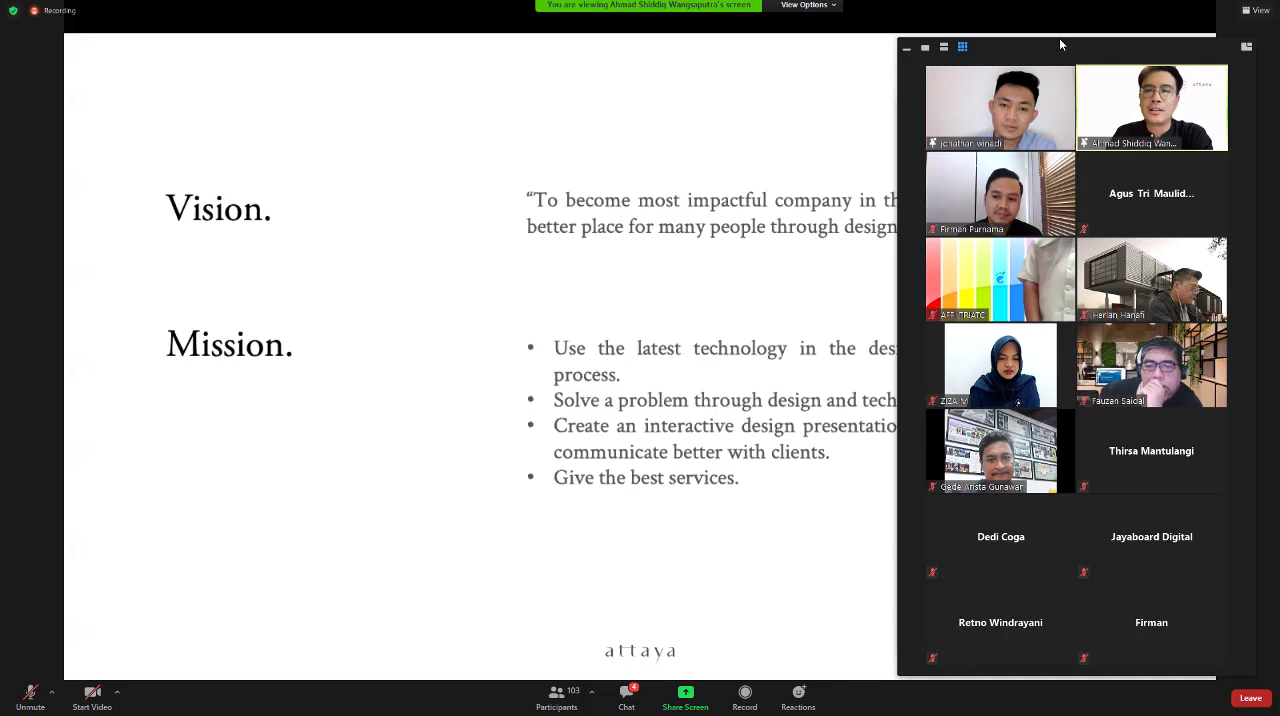 Recording
You are viewing Ahmad Shiddiq Wangsaputra's screen
View Options
View
Vision.
“To become most impactful company in th
better place for many people through design
Mission.
• Use the latest technology in the desi
process.
• Solve a problem through design and tech
• Create an interactive design presentatio
communicate better with clients.
• Give the best services.
attaya
jonathan winadi
attaya
Ahmad Shiddiq Wan...
Firman Purnama
Agus Tri Maulid...
AFF_TRIATC
Herlan Hanafi
ZIZA M
Fauzan Saidal
Gede Arista Gunawan
Thirsa Mantulangi
Dedi Coga
Jayaboard Digital
Retno Windrayani
Firman
Unmute
Start Video
103
Participants
4
Chat
Share Screen
Record
Reactions
Leave